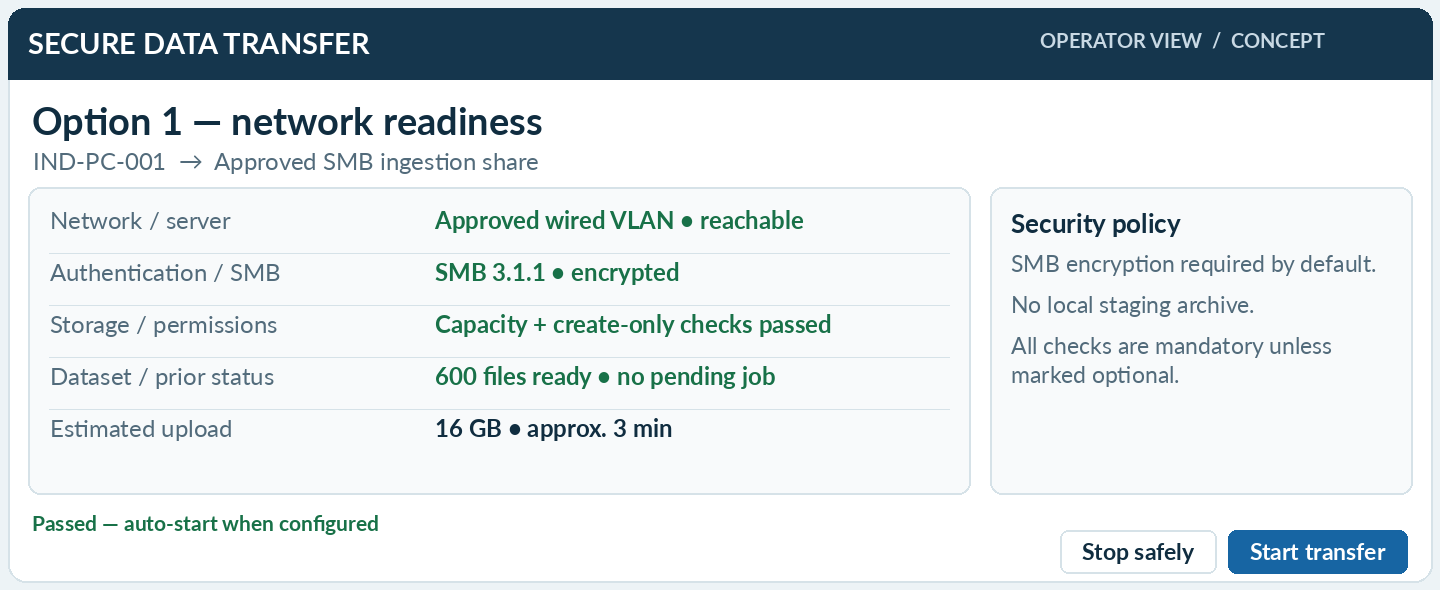 SECURE DATA TRANSFER
OPERATOR VIEW / CONCEPT
Option 1 — network readiness
IND-PC-001 → Approved SMB ingestion share
Network / server
Approved wired VLAN • reachable
Authentication / SMB
SMB 3.1.1 • encrypted
Storage / permissions
Capacity + create-only checks passed
Dataset / prior status
600 files ready • no pending job
Estimated upload
16 GB • approx. 3 min
Security policy
SMB encryption required by default.
No local staging archive.
All checks are mandatory unless
marked optional.
Passed — auto-start when configured
Stop safely
Start transfer